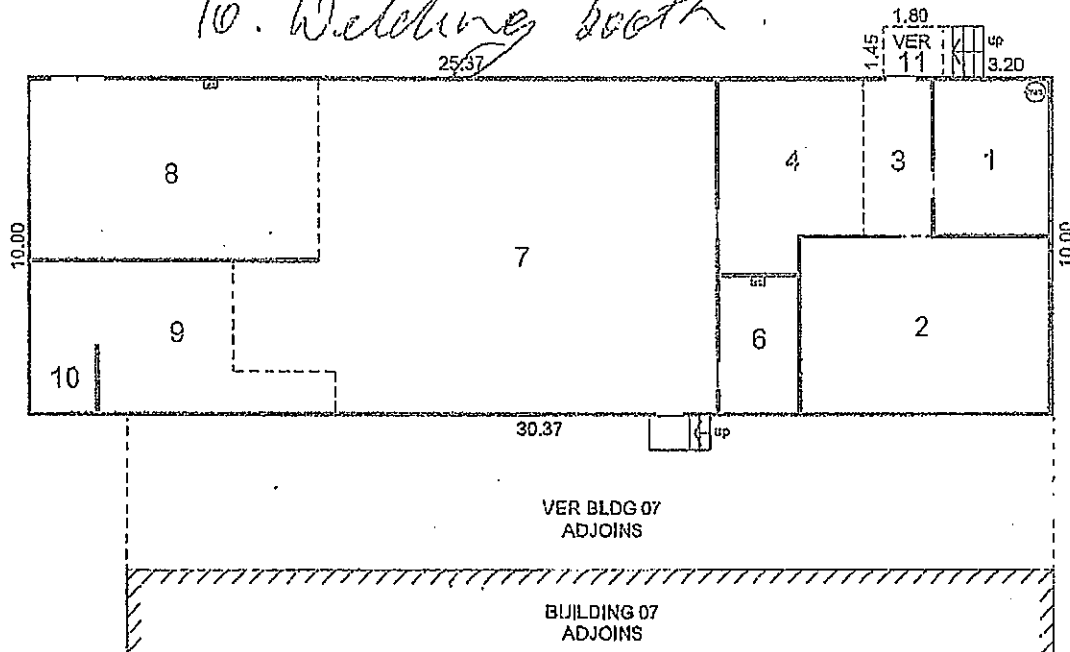 10. Welding booth.
1.80
25.37
1.45
VER
11
up
3.20
8
4
3
1
10.00
7
10.00
9
2
6
10
30.37
up
VER BLDG 07
ADJOINS
BUILDING 07
ADJOINS